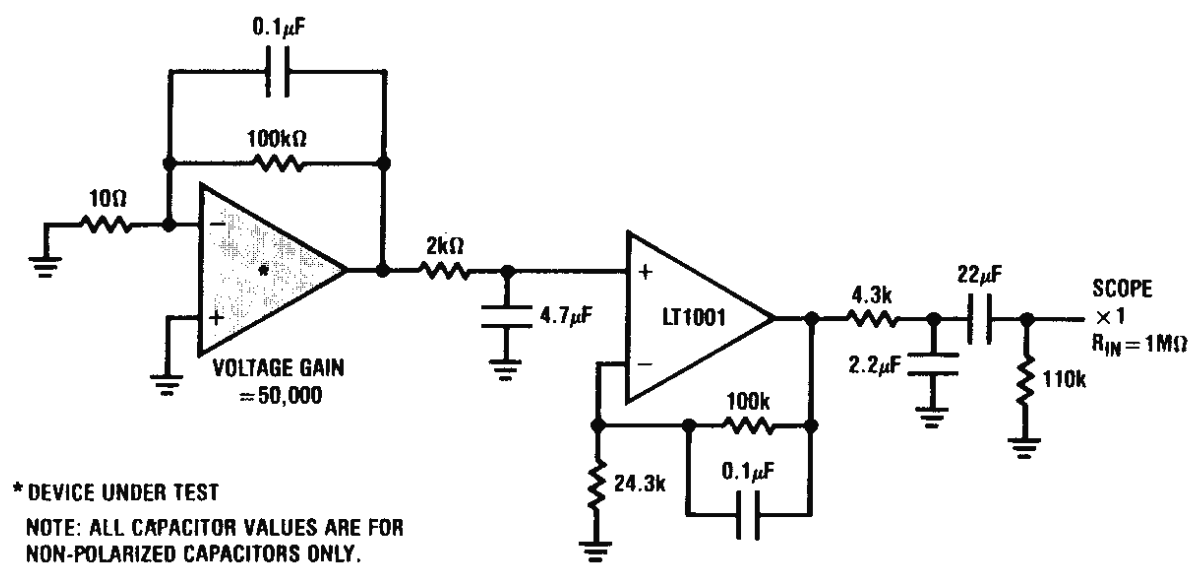 0.1µF
100kΩ
10Ω
−
*
+
VOLTAGE GAIN
=50,000
2kΩ
4.7µF
+
LT1001
−
4.3k
22µF
SCOPE
×1
R_IN=1MΩ
2.2µF
110k
100k
0.1µF
24.3k
* DEVICE UNDER TEST
NOTE: ALL CAPACITOR VALUES ARE FOR
NON-POLARIZED CAPACITORS ONLY.